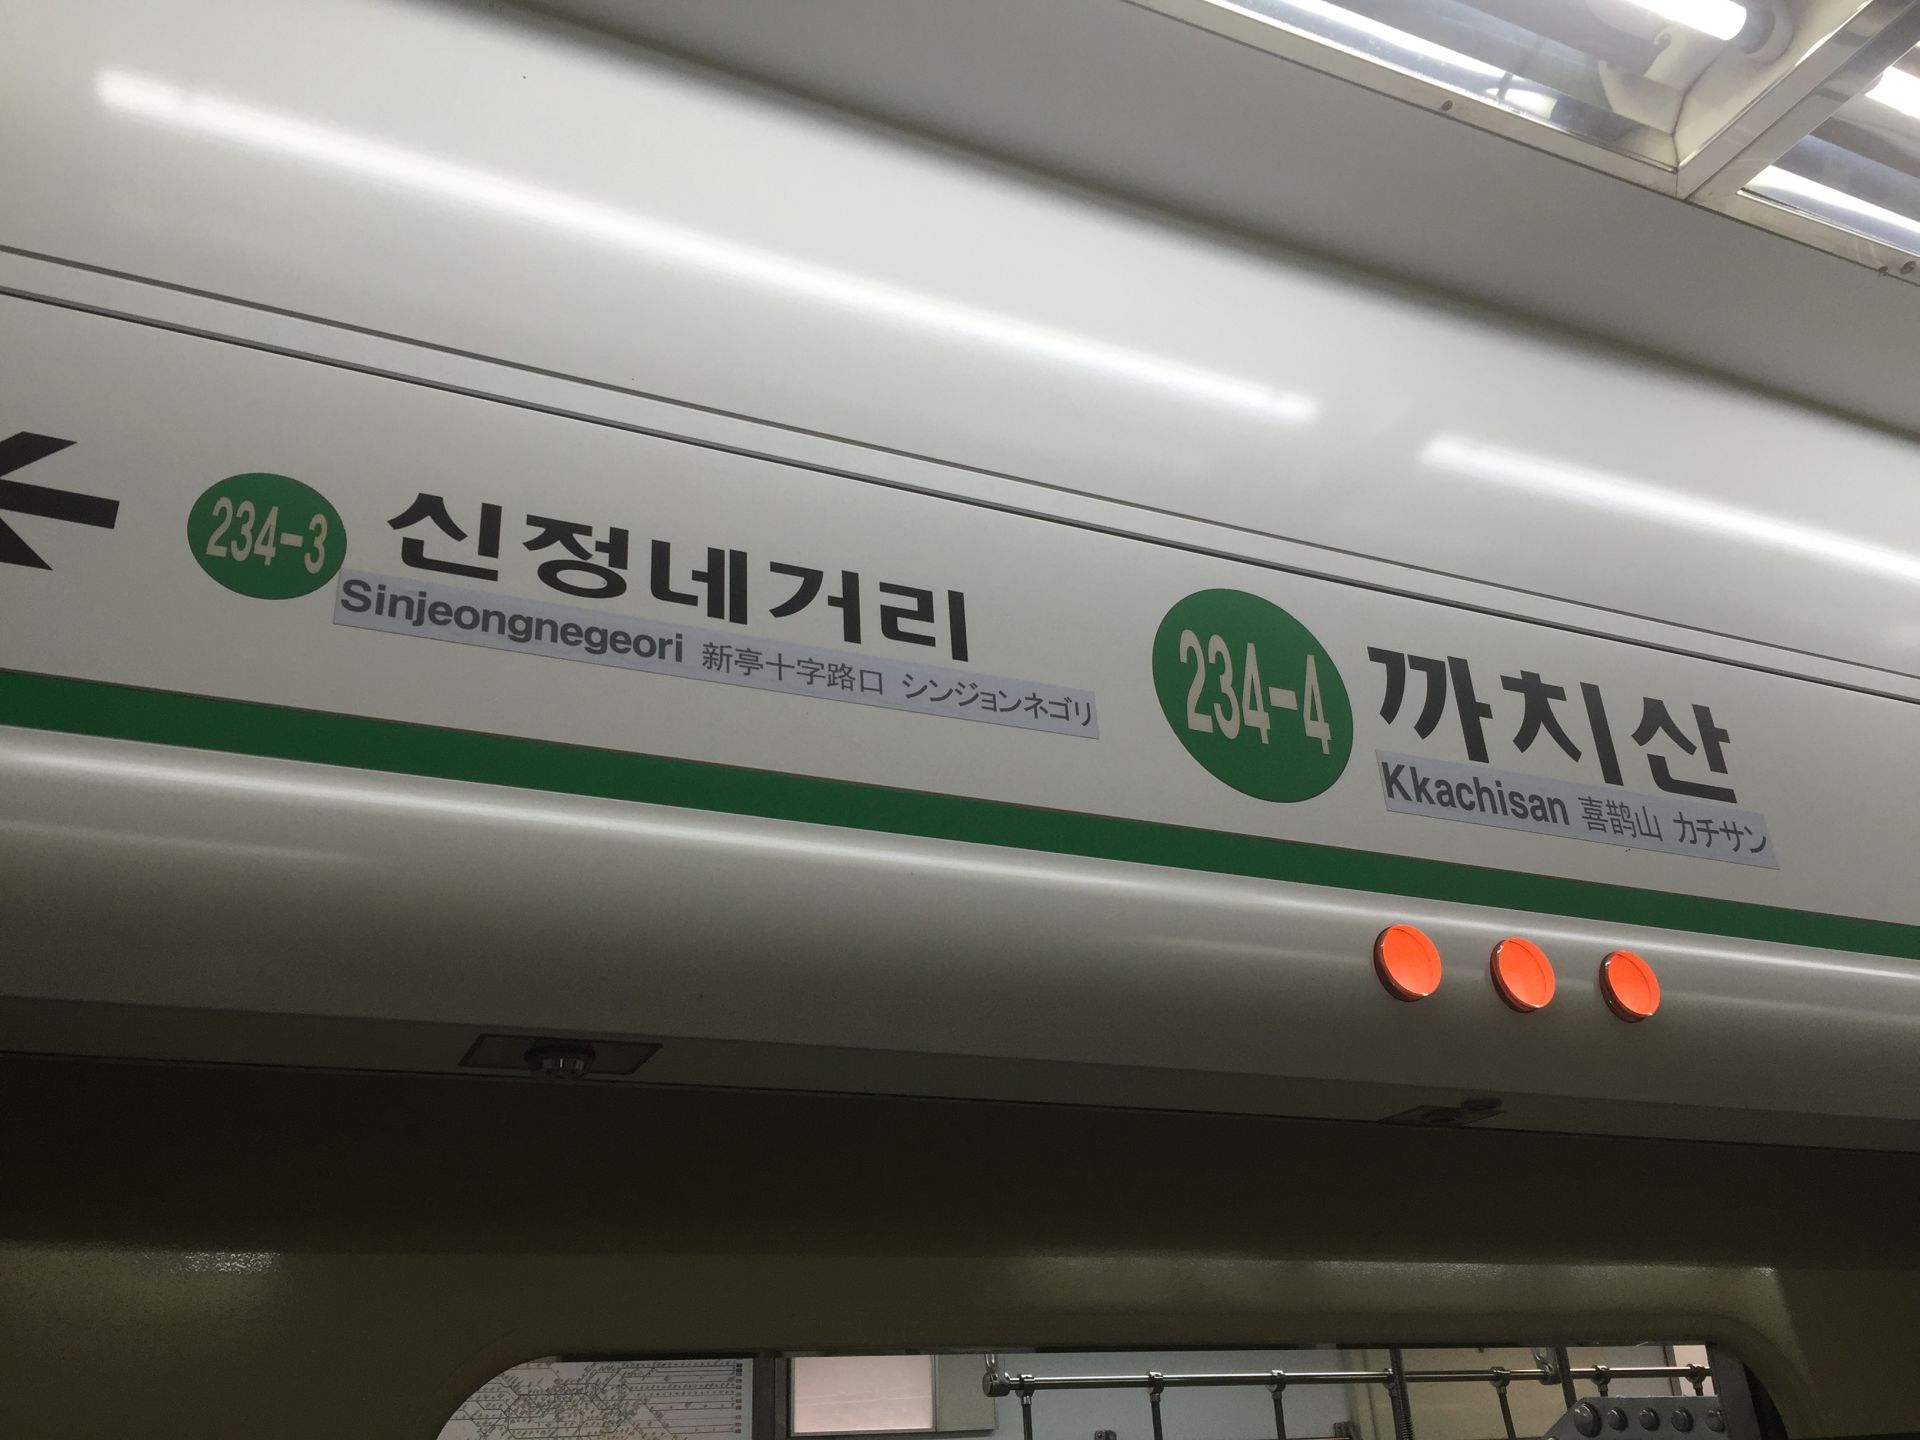 234-3 신정네거리
Sinjeongnegeori 新亭十字路口 シンジョンネゴリ
234-4 까치산
Kkachisan 喜鹊山 カチサン